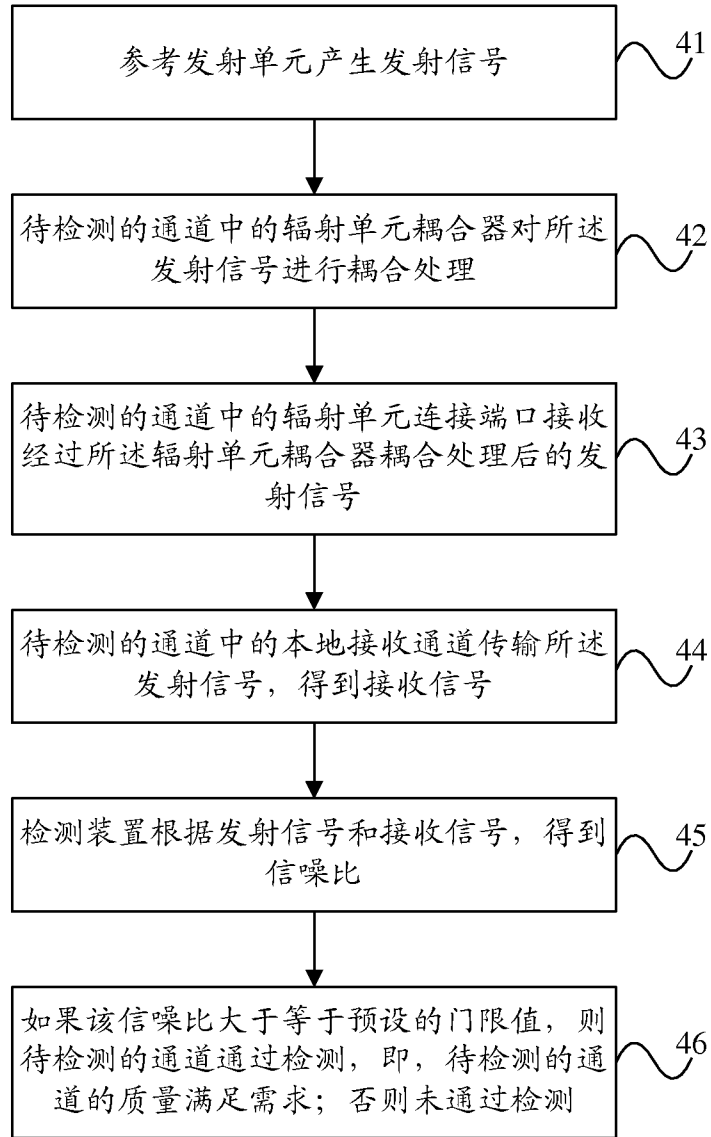 参考发射单元产生发射信号
41
待检测的通道中的辐射单元耦合器对所述
发射信号进行耦合处理
42
待检测的通道中的辐射单元连接端口接收
经过所述辐射单元耦合器耦合处理后的发
射信号
43
待检测的通道中的本地接收通道传输所述
发射信号，得到接收信号
44
检测装置根据发射信号和接收信号，得到
信噪比
45
如果该信噪比大于等于预设的门限值，则
待检测的通道通过检测，即，待检测的通
道的质量满足需求；否则未通过检测
46